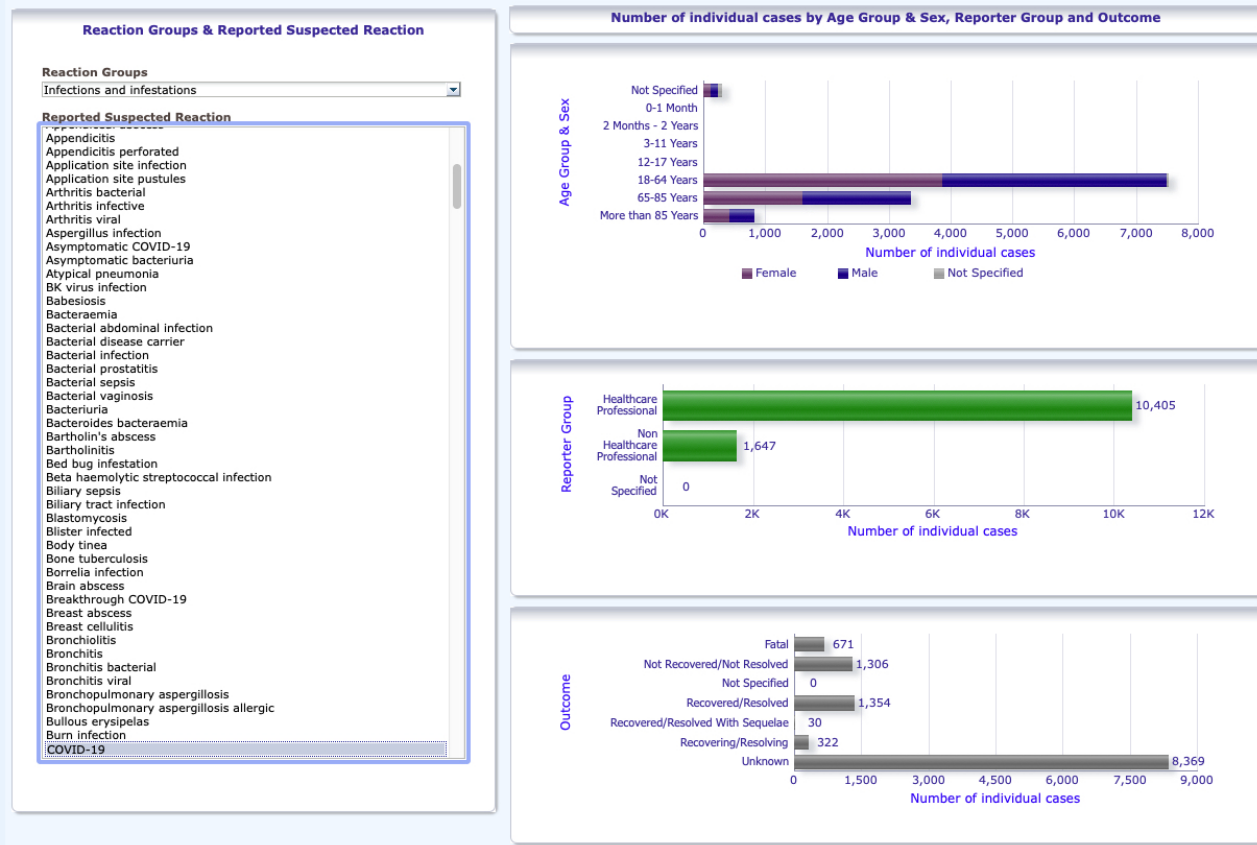 Reaction Groups & Reported Suspected Reaction
Reaction Groups
Infections and infestations
Reported Suspected Reaction
Appendicitis
Appendicitis perforated
Application site infection
Application site pustules
Arthritis bacterial
Arthritis infective
Arthritis viral
Aspergillus infection
Asymptomatic COVID-19
Asymptomatic bacteriuria
Atypical pneumonia
BK virus infection
Babesiosis
Bacteraemia
Bacterial abdominal infection
Bacterial disease carrier
Bacterial infection
Bacterial prostatitis
Bacterial sepsis
Bacterial vaginosis
Bacteriuria
Bacteroides bacteraemia
Bartholin's abscess
Bartholinitis
Bed bug infestation
Beta haemolytic streptococcal infection
Biliary sepsis
Biliary tract infection
Blastomycosis
Blister infected
Body tinea
Bone tuberculosis
Borrelia infection
Brain abscess
Breakthrough COVID-19
Breast abscess
Breast cellulitis
Bronchiolitis
Bronchitis
Bronchitis bacterial
Bronchitis viral
Bronchopulmonary aspergillosis
Bronchopulmonary aspergillosis allergic
Bullous erysipelas
Burn infection
COVID-19
Number of individual cases by Age Group & Sex, Reporter Group and Outcome
Age Group & Sex
Not Specified
0-1 Month
2 Months - 2 Years
3-11 Years
12-17 Years
18-64 Years
65-85 Years
More than 85 Years
0 1,000 2,000 3,000 4,000 5,000 6,000 7,000 8,000
Number of individual cases
Female Male Not Specified
Reporter Group
Healthcare
Professional
10,405
Non
Healthcare
Professional
1,647
Not
Specified
0
0K 2K 4K 6K 8K 10K 12K
Number of individual cases
Outcome
Fatal 671
Not Recovered/Not Resolved 1,306
Not Specified 0
Recovered/Resolved 1,354
Recovered/Resolved With Sequelae 30
Recovering/Resolving 322
Unknown 8,369
0 1,500 3,000 4,500 6,000 7,500 9,000
Number of individual cases